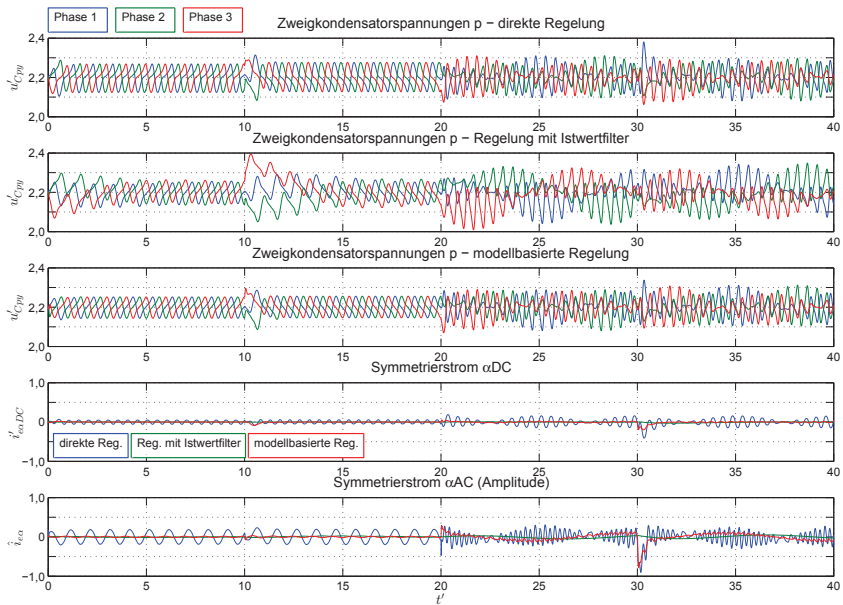 Phase 1 Phase 2 Phase 3
Zweigkondensatorspannungen p − direkte Regelung
2,4
2,2
2,0
u′Cpy
0 5 10 15 20 25 30 35 40
Zweigkondensatorspannungen p − Regelung mit Istwertfilter
2,4
2,2
2,0
u′Cpy
0 5 10 15 20 25 30 35 40
Zweigkondensatorspannungen p − modellbasierte Regelung
2,4
2,2
2,0
u′Cpy
0 5 10 15 20 25 30 35 40
Symmetrierstrom αDC
1,0
0
−1,0
i′eαDC
direkte Reg. Reg. mit Istwertfilter modellbasierte Reg.
0 5 10 15 20 25 30 35 40
Symmetrierstrom αAC (Amplitude)
1,0
0
−1,0
î′eα
0 5 10 15 20 25 30 35 40
t′